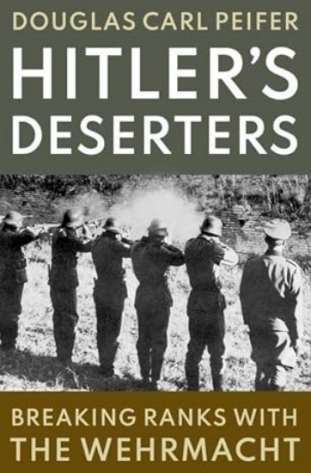 DOUGLAS CARL PEIFER
HITLER'S
DESERTERS
BREAKING RANKS WITH
THE WEHRMACHT